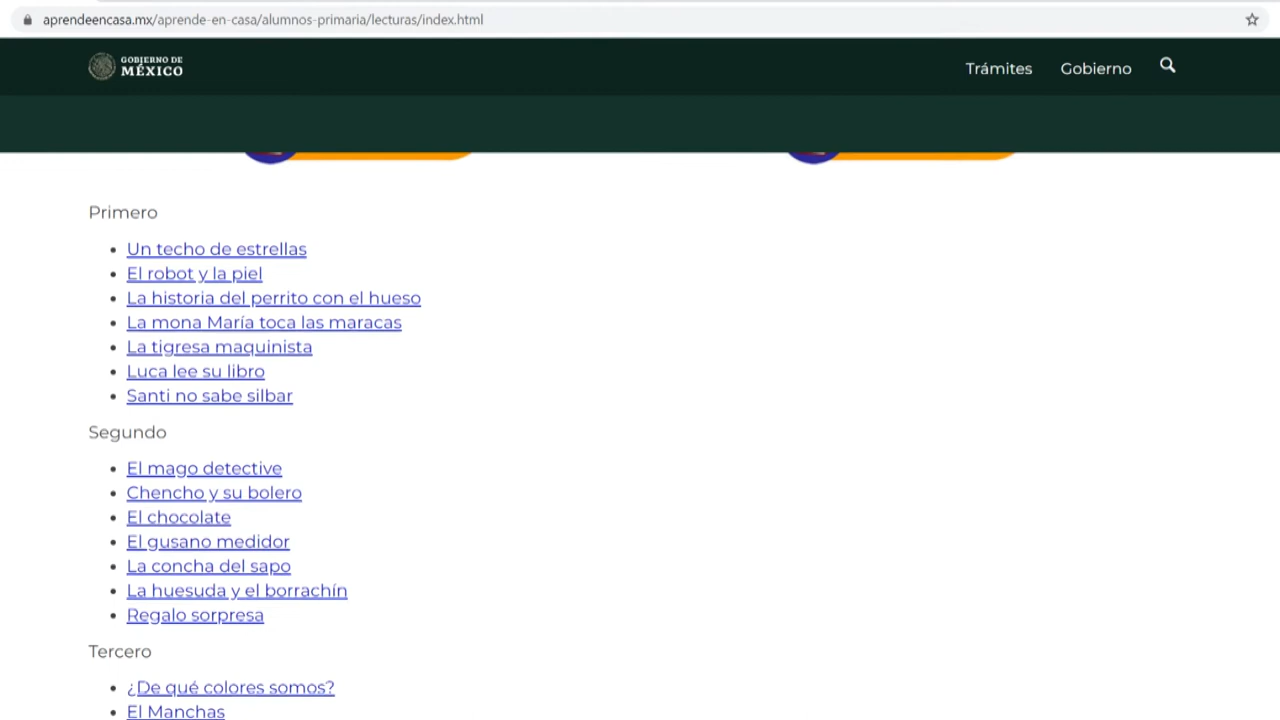 aprendeencasa.mx/aprende-en-casa/alumnos-primaria/lecturas/index.html
GOBIERNO DE
MÉXICO
Trámites Gobierno
Primero
Un techo de estrellas
El robot y la piel
La historia del perrito con el hueso
La mona María toca las maracas
La tigresa maquinista
Luca lee su libro
Santi no sabe silbar
Segundo
El mago detective
Chencho y su bolero
El chocolate
El gusano medidor
La concha del sapo
La huesuda y el borrachín
Regalo sorpresa
Tercero
¿De qué colores somos?
El Manchas